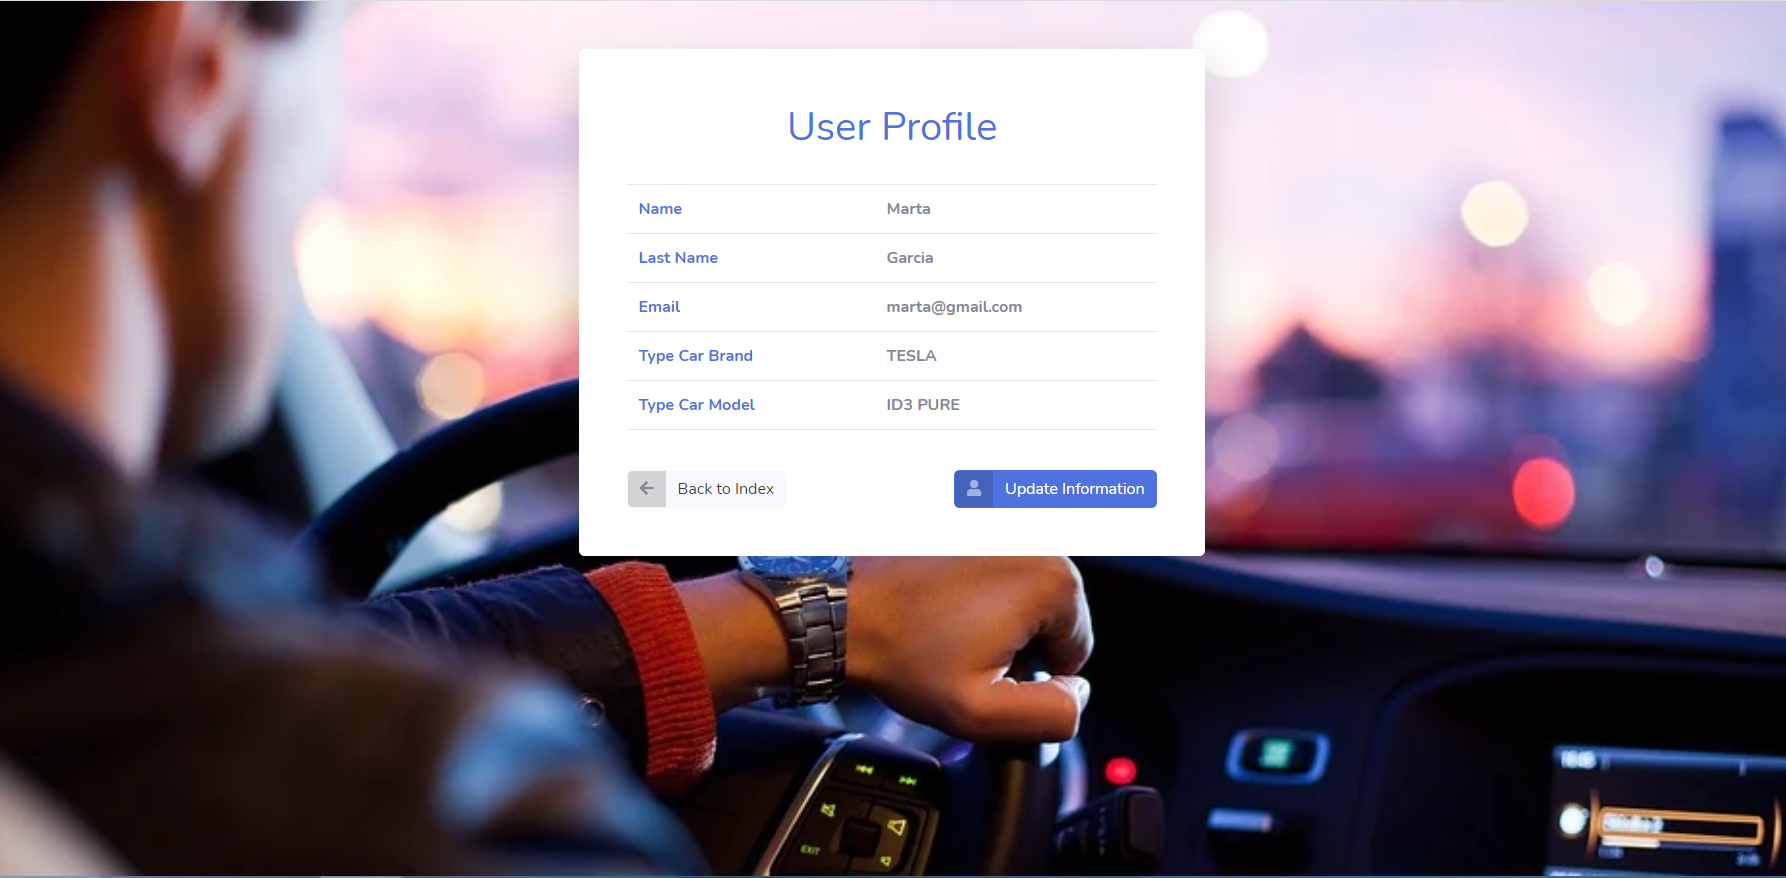 User Profile
Name Marta
Last Name Garcia
Email marta@gmail.com
Type Car Brand TESLA
Type Car Model ID3 PURE
Back to Index Update Information
EXIT